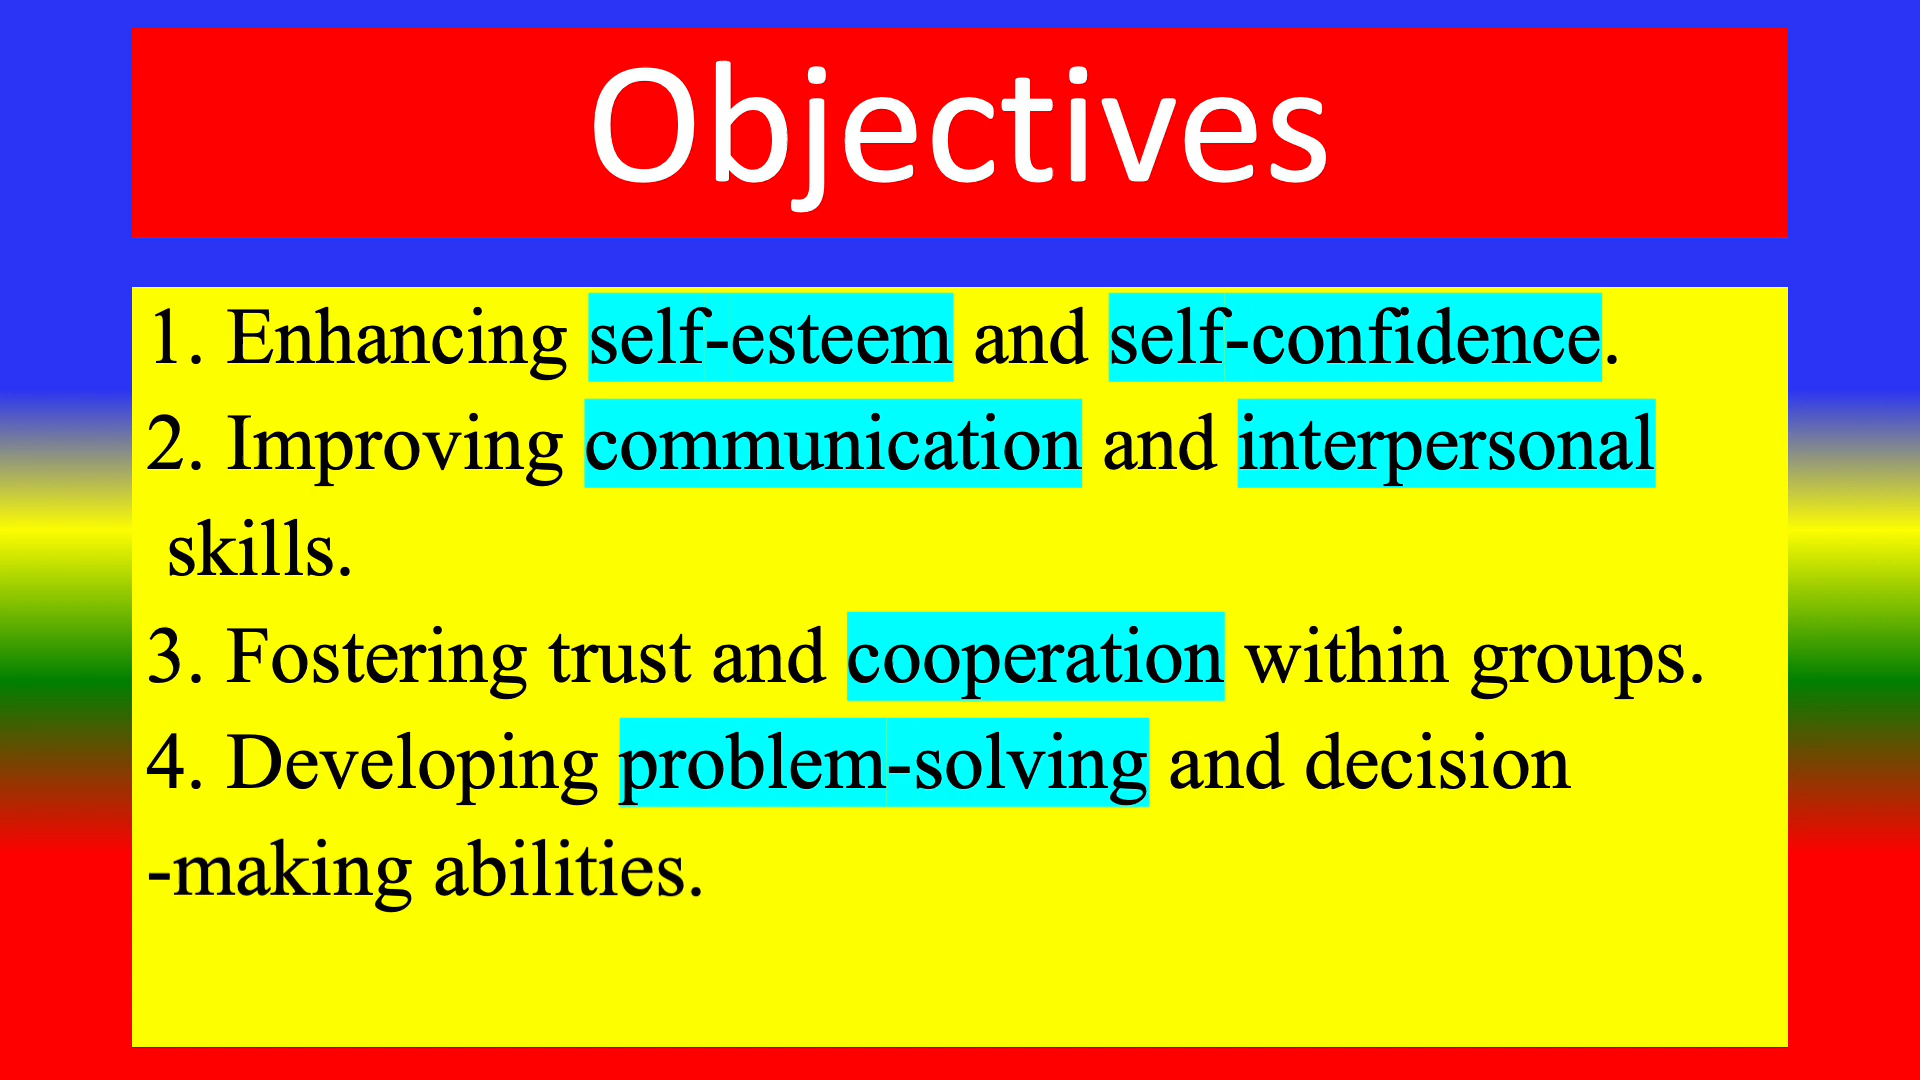 Objectives
1. Enhancing self-esteem and self-confidence.
2. Improving communication and interpersonal
skills.
3. Fostering trust and cooperation within groups.
4. Developing problem-solving and decision
-making abilities.